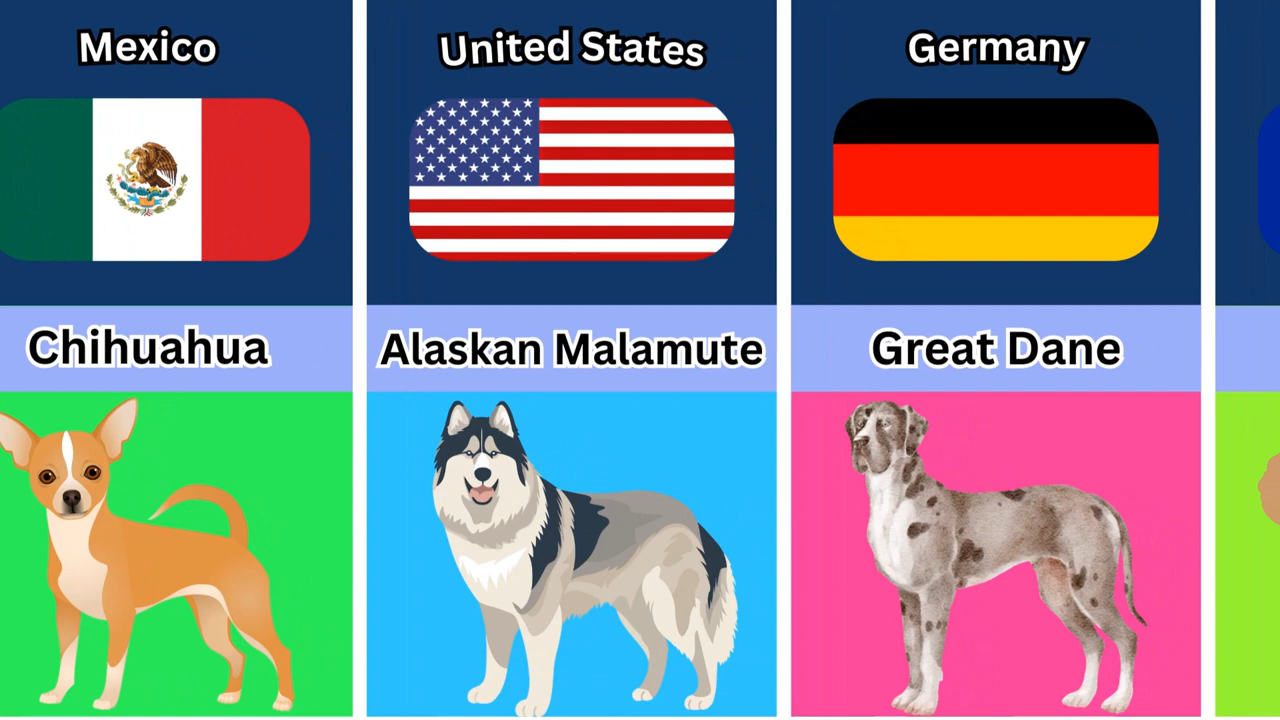 Mexico
United States
Germany
Chihuahua
Alaskan Malamute
Great Dane